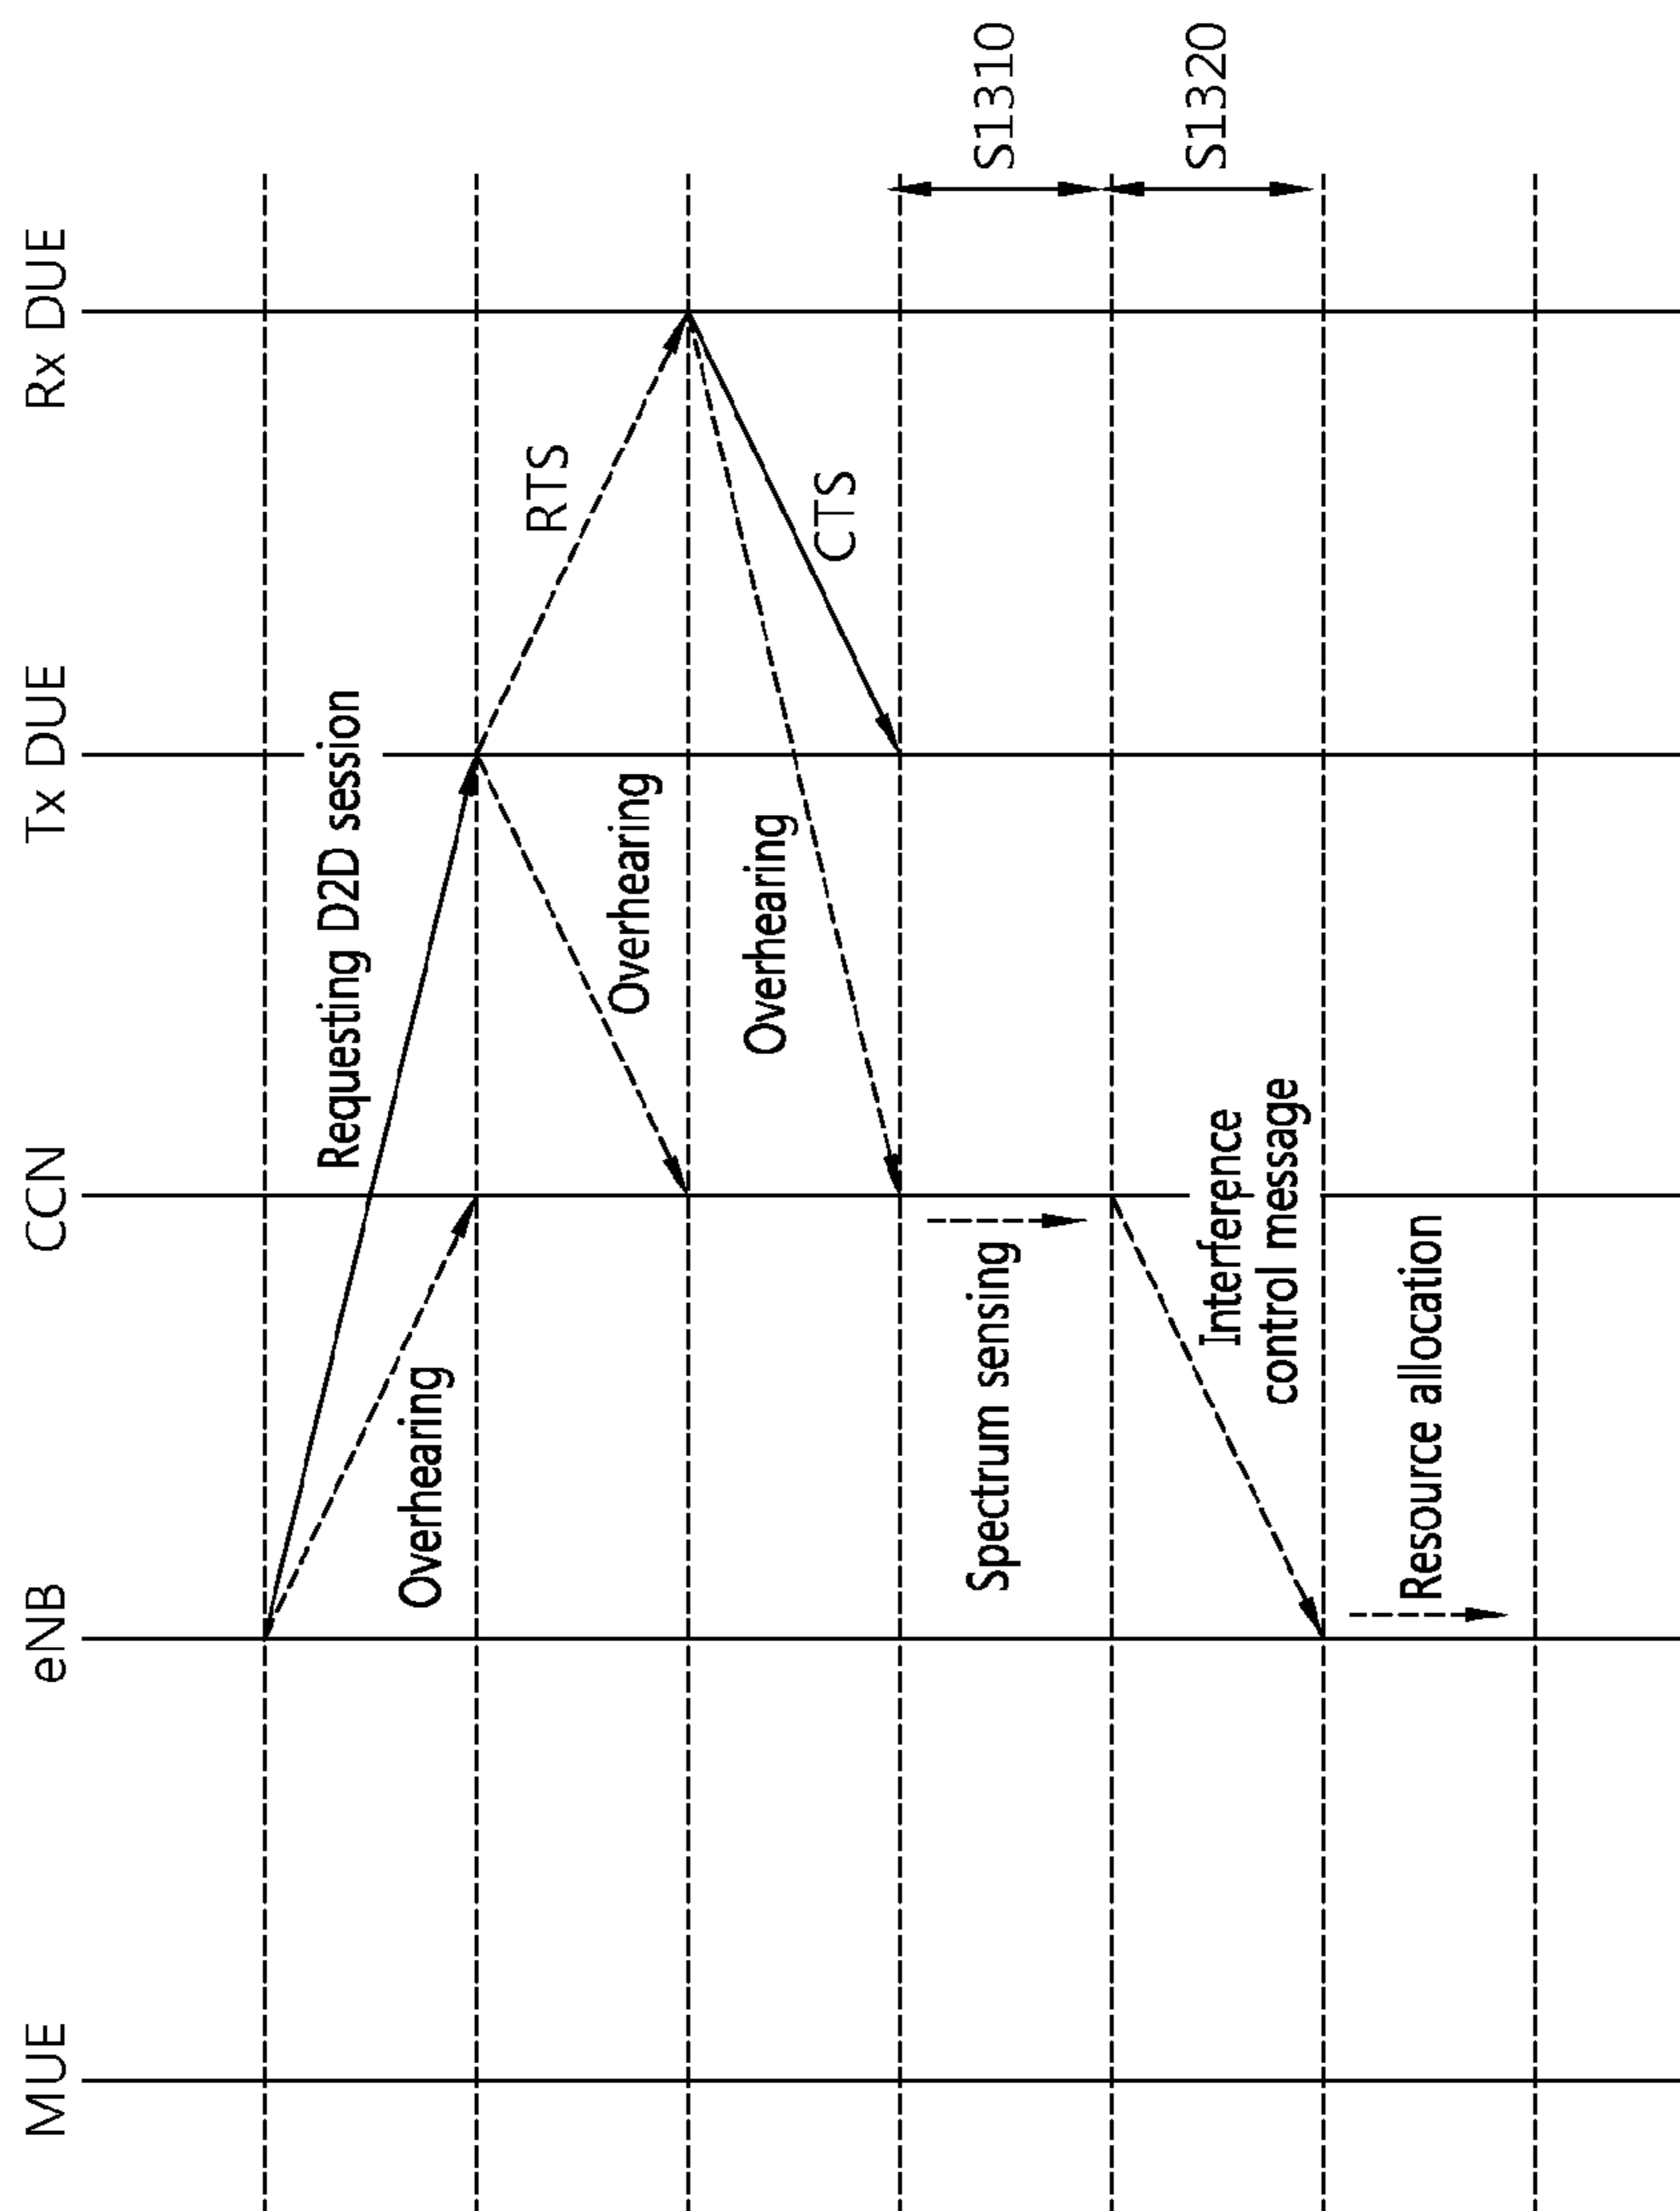 MUE
eNB
CCN
Tx DUE
Rx DUE
Requesting D2D session
Overhearing
RTS
Overhearing
Overhearing
CTS
Spectrum sensing
S1310
Interference
control message
S1320
Resource allocation